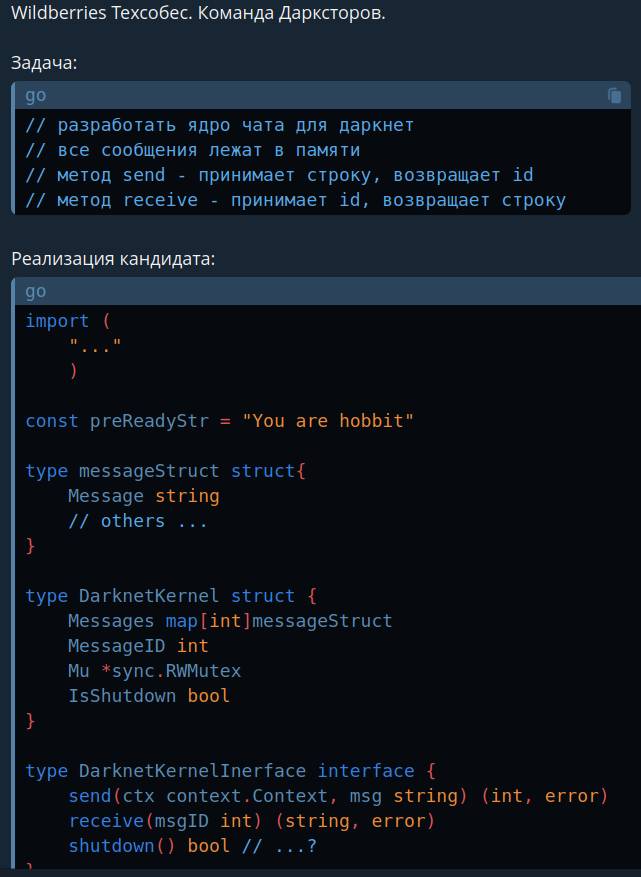 Wildberries Техсобес. Команда Дарксторов.
Задача:
go
// разработать ядро чата для даркнет
// все сообщения лежат в памяти
// метод send - принимает строку, возвращает id
// метод receive - принимает id, возвращает строку
Реализация кандидата:
go
import (
    "..."
    )
const preReadyStr = "You are hobbit"
type messageStruct struct{
    Message string
    // others ...
}
type DarknetKernel struct {
    Messages map[int]messageStruct
    MessageID int
    Mu *sync.RWMutex
    IsShutdown bool
}
type DarknetKernelInerface interface {
    send(ctx context.Context, msg string) (int, error)
    receive(msgID int) (string, error)
    shutdown() bool // ...?
}